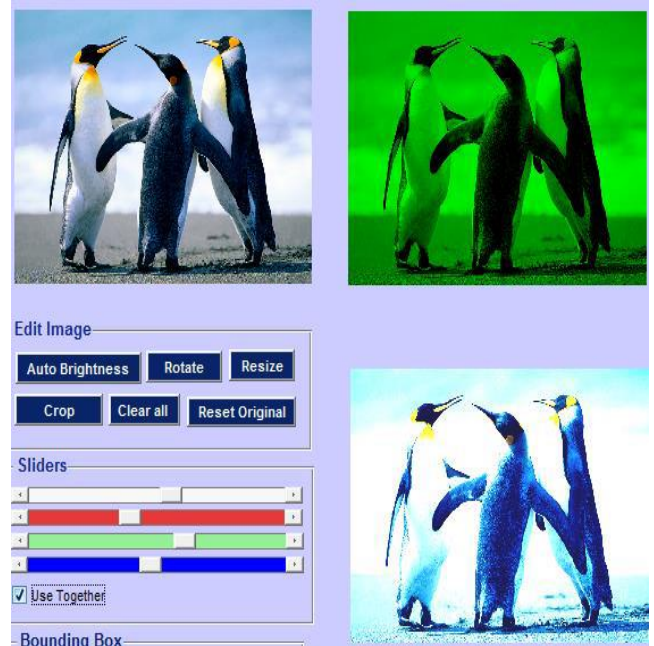 Edit Image
Auto Brightness Rotate Resize
Crop Clear all Reset Original
Sliders
Use Together
Bounding Box